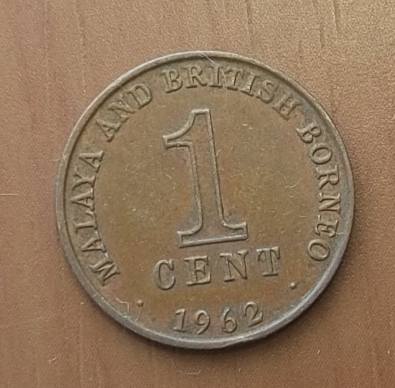 MALAYA AND BRITISH BORNEO
1
CENT
1962